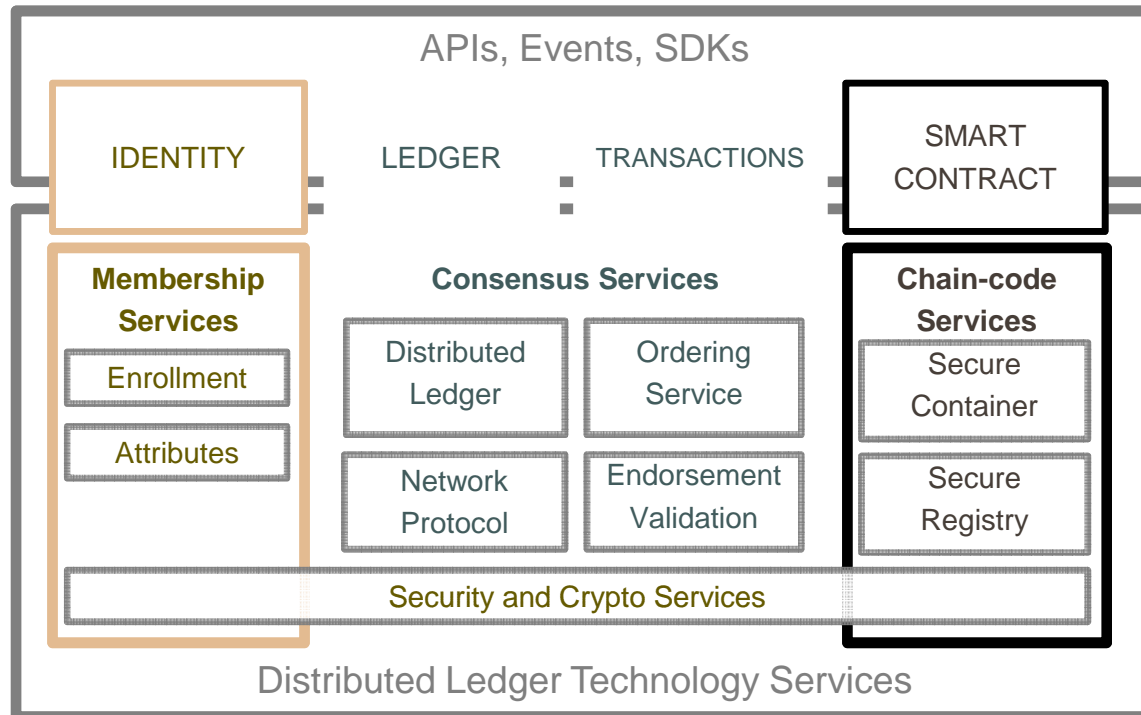 APIs, Events, SDKs
IDENTITY
LEDGER
TRANSACTIONS
SMART
CONTRACT
Membership
Services
Enrollment
Attributes
Consensus Services
Distributed
Ledger
Ordering
Service
Network
Protocol
Endorsement
Validation
Chain-code
Services
Secure
Container
Secure
Registry
Security and Crypto Services
Distributed Ledger Technology Services